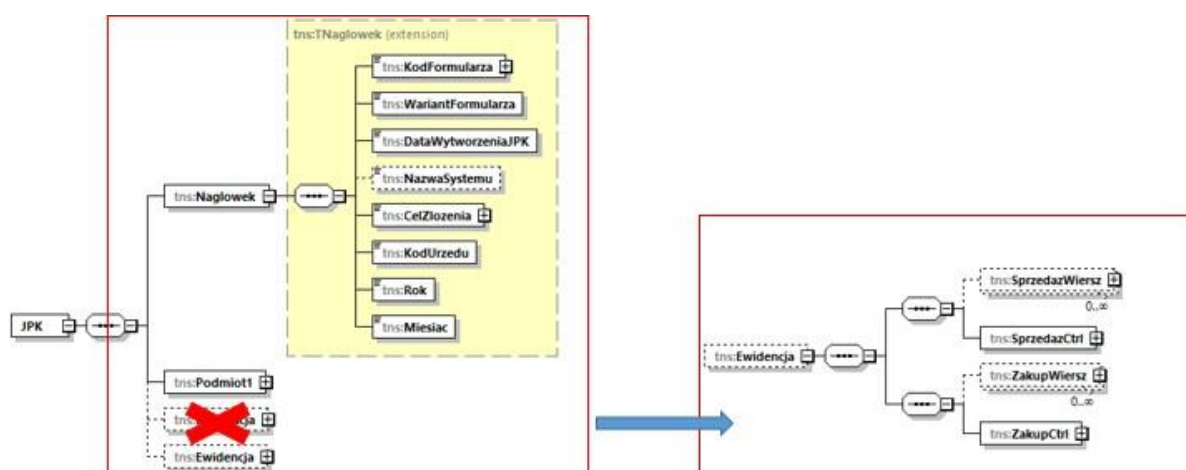 tns:TNaglowek (extension)
tns:KodFormularza
tns:WariantFormularza
tns:DataWytworzeniaJPK
tns:NazwaSystemu
tns:Naglowek
tns:CelZlozenia
tns:KodUrzedu
tns:Rok
tns:Miesiac
JPK
tns:Podmiot1
tns:
tns:Ewidencja
tns:SprzedazWiersz
0..∞
tns:SprzedazCtrl
tns:Ewidencja
tns:ZakupWiersz
0..∞
tns:ZakupCtrl